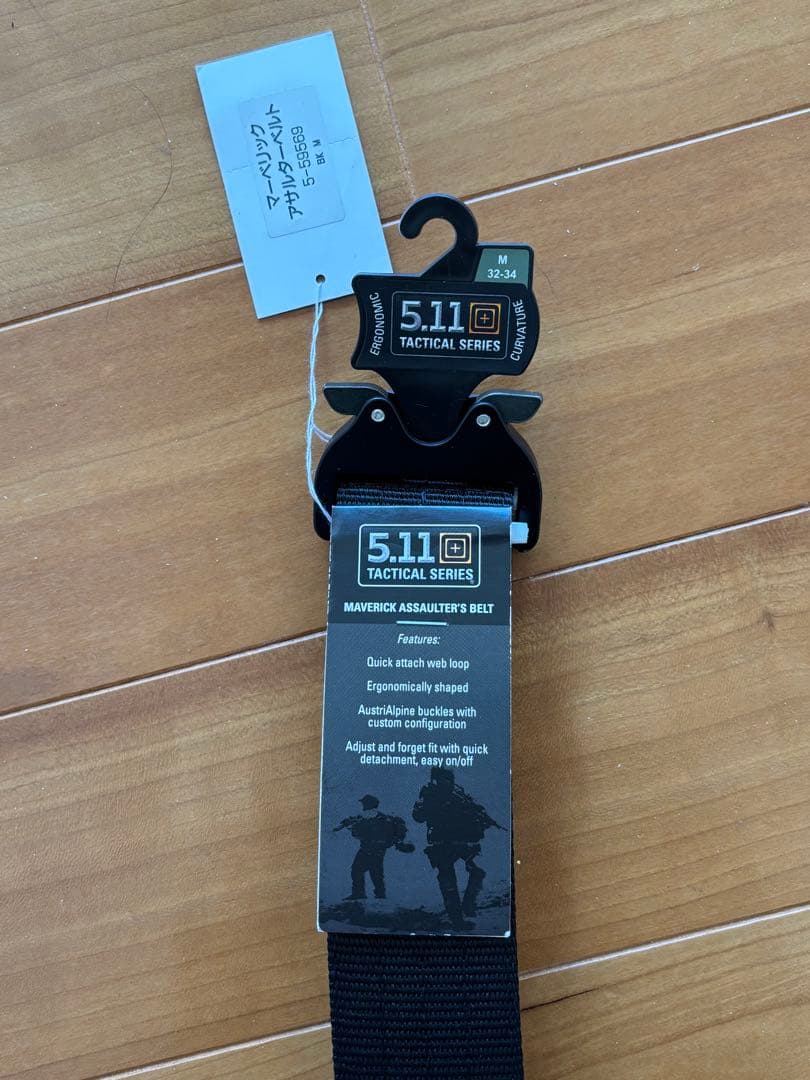 マーベリック
アサルターベルト
5-59569
BK M
M
32-34
ERGONOMIC
5.11
TACTICAL SERIES
CURVATURE
5.11
TACTICAL SERIES®
MAVERICK ASSAULTER'S BELT
Features:
Quick attach web loop
Ergonomically shaped
AustriAlpine buckles with
custom configuration
Adjust and forget fit with quick
detachment, easy on/off